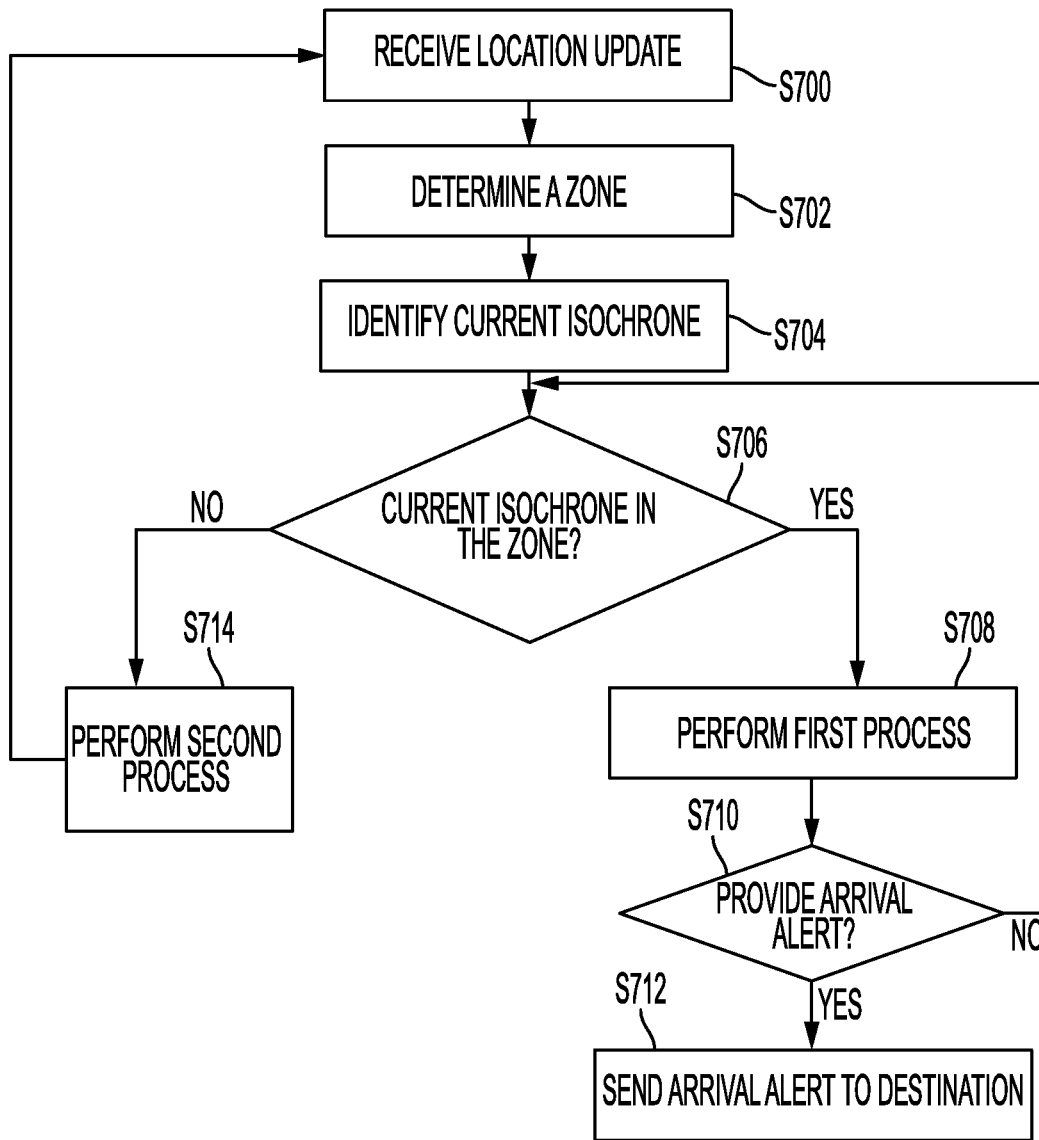 RECEIVE LOCATION UPDATE
S700
DETERMINE A ZONE
S702
IDENTIFY CURRENT ISOCHRONE
S704
S706
CURRENT ISOCHRONE IN
THE ZONE?
NO
YES
S714
PERFORM SECOND
PROCESS
S708
PERFORM FIRST PROCESS
S710
PROVIDE ARRIVAL
ALERT?
NO
YES
S712
SEND ARRIVAL ALERT TO DESTINATION